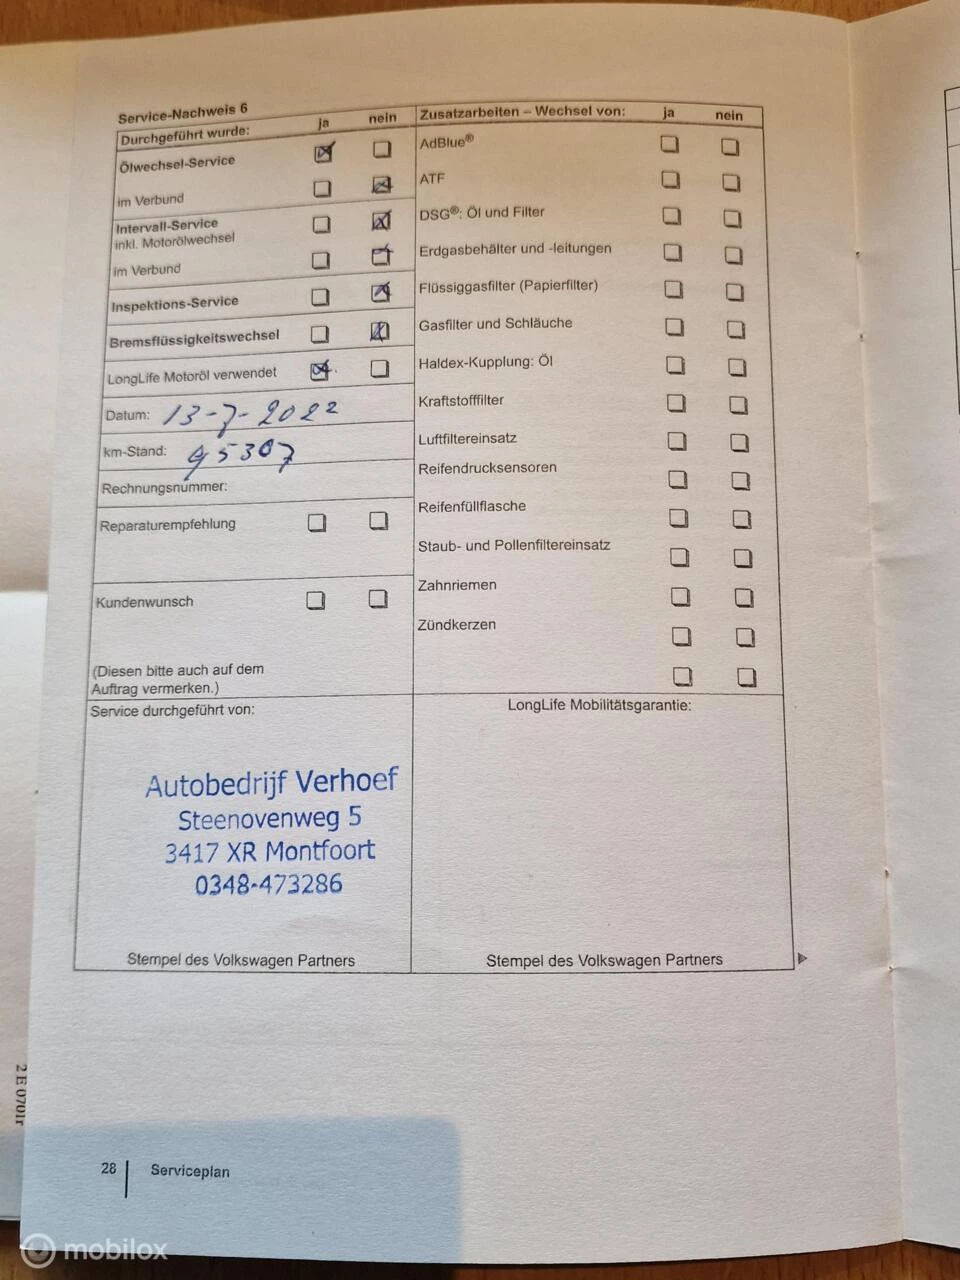 Service-Nachweis 6
Durchgeführt wurde: ja nein
Ölwechsel-Service
im Verbund
Intervall-Service
inkl. Motorölwechsel
im Verbund
Inspektions-Service
Bremsflüssigkeitswechsel
LongLife Motoröl verwendet
Datum: 13-7-2022
km-Stand: 95307
Rechnungsnummer:
Reparaturempfehlung
Kundenwunsch
(Diesen bitte auch auf dem
Auftrag vermerken.)
Service durchgeführt von:
Autobedrijf Verhoef
Steenovenweg 5
3417 XR Montfoort
0348-473286
Stempel des Volkswagen Partners
Zusatzarbeiten – Wechsel von: ja nein
AdBlue®
ATF
DSG®: Öl und Filter
Erdgasbehälter und -leitungen
Flüssiggasfilter (Papierfilter)
Gasfilter und Schläuche
Haldex-Kupplung: Öl
Kraftstofffilter
Luftfiltereinsatz
Reifendrucksensoren
Reifenfüllflasche
Staub- und Pollenfiltereinsatz
Zahnriemen
Zündkerzen
LongLife Mobilitätsgarantie:
Stempel des Volkswagen Partners
2E0701r
28 Serviceplan
mobilox